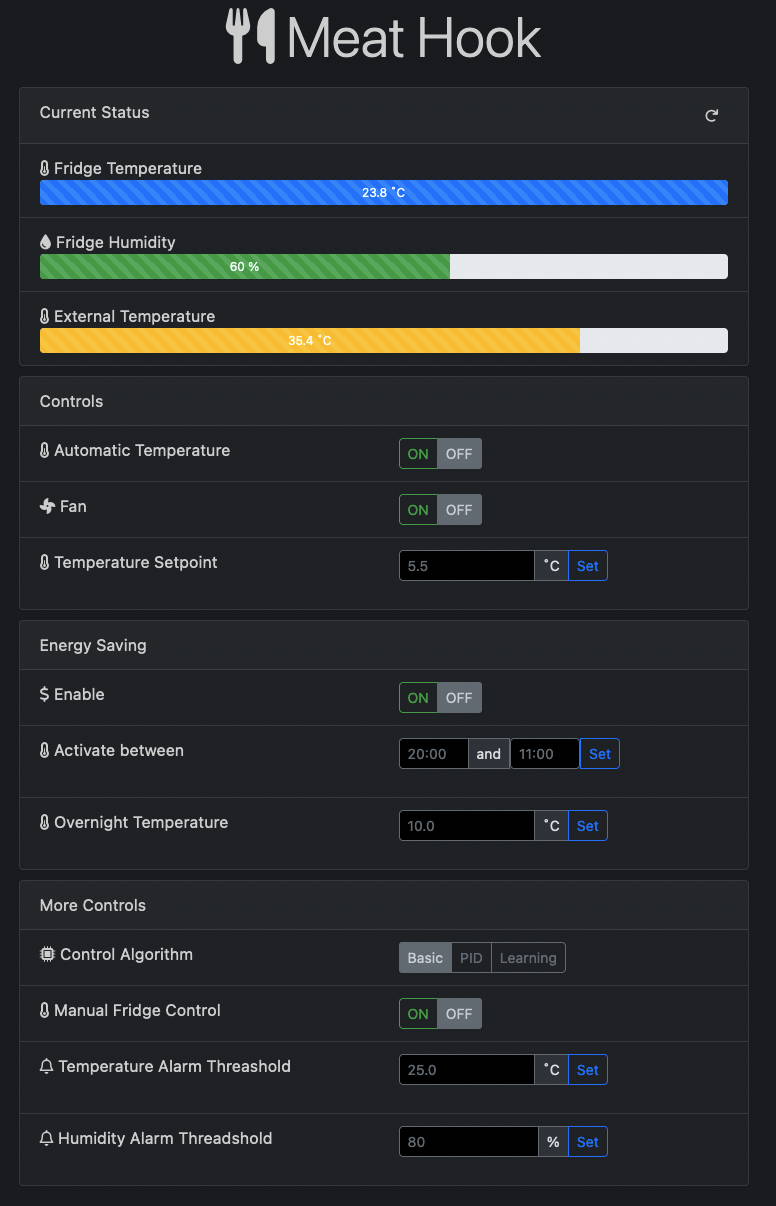 Meat Hook
Current Status
Fridge Temperature
23.8 °C
Fridge Humidity
60 %
External Temperature
35.4 °C
Controls
Automatic Temperature ON OFF
Fan ON OFF
Temperature Setpoint 5.5 °C Set
Energy Saving
$ Enable ON OFF
Activate between 20:00 and 11:00 Set
Overnight Temperature 10.0 °C Set
More Controls
Control Algorithm Basic PID Learning
Manual Fridge Control ON OFF
Temperature Alarm Threashold 25.0 °C Set
Humidity Alarm Threadshold 80 % Set